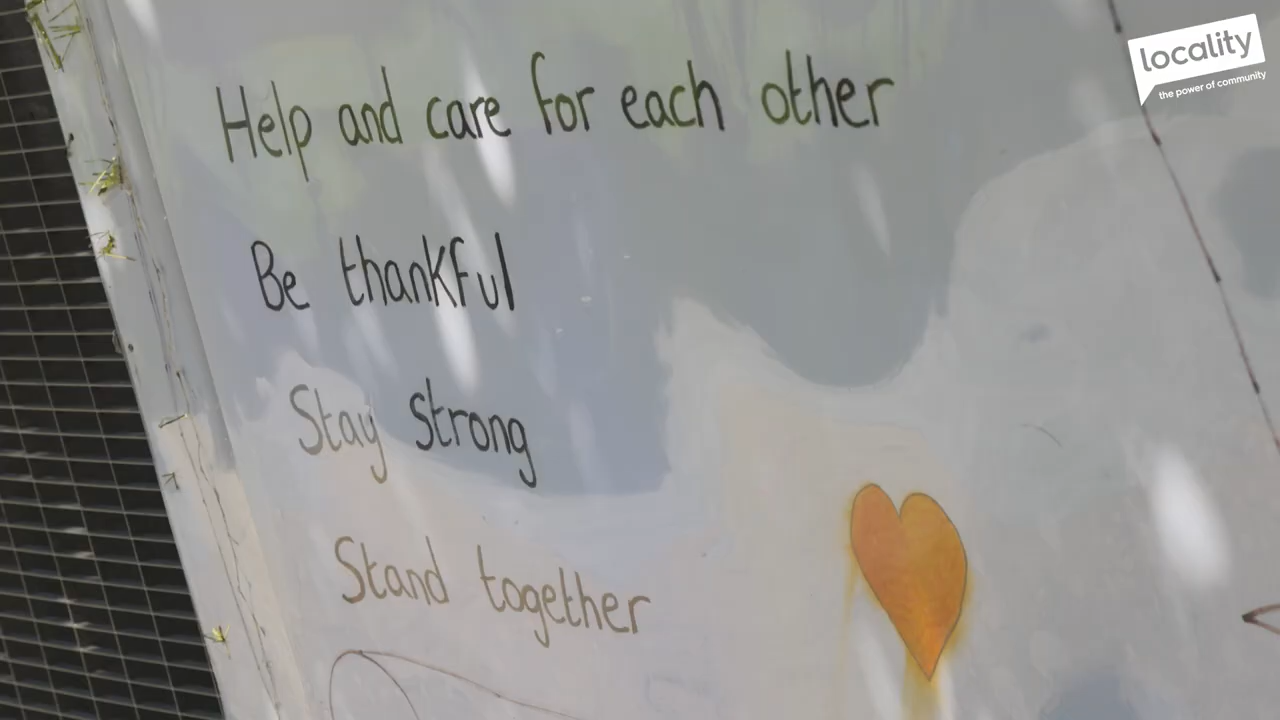 Help and care for each other
Be thankful
Stay strong
Stand together
locality
the power of community